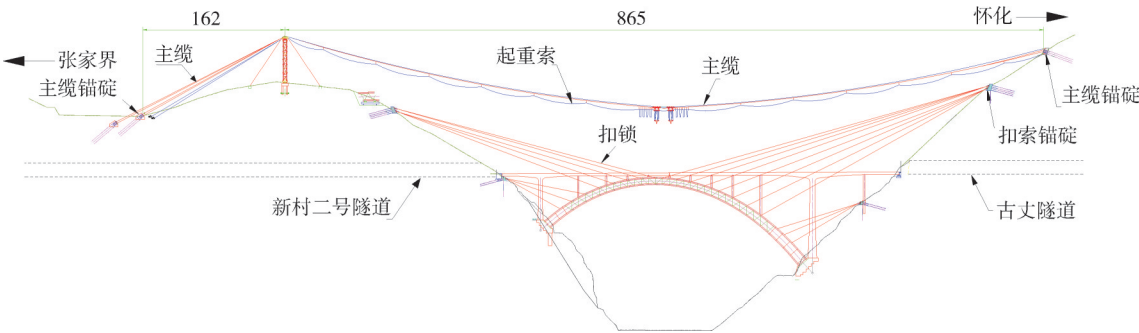 162
865
怀化
张家界
主缆
起重索
主缆
主缆锚碇
主缆锚碇
扣锁
扣索锚碇
新村二号隧道
古丈隧道